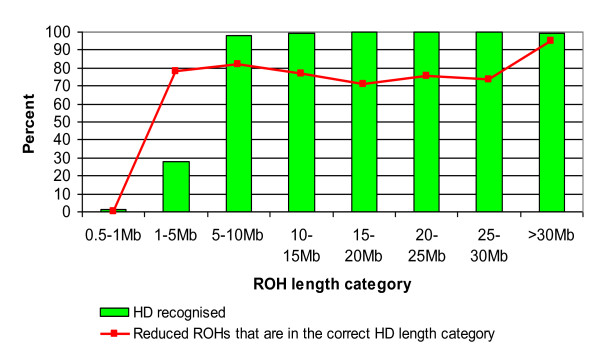 100
90
80
70
60
50
40
30
20
10
0
Percent
0.5-1Mb 1-5Mb 5-10Mb 10- 15- 20- 25- >30Mb
15Mb 20Mb 25Mb 30Mb
ROH length category
HD recognised
Reduced ROHs that are in the correct HD length category